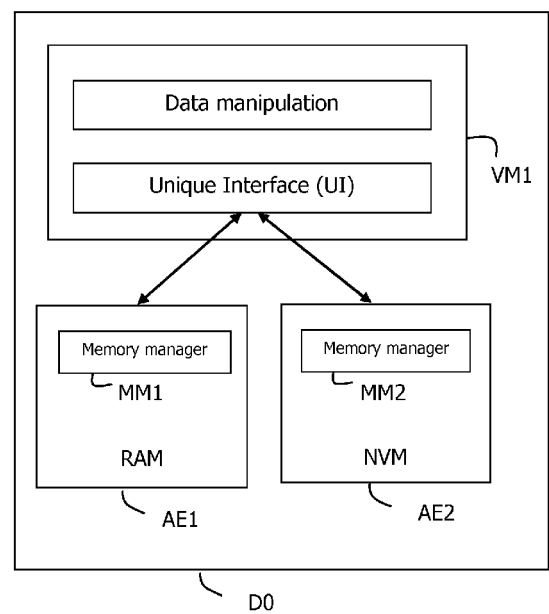 Data manipulation
Unique Interface (UI)
VM1
Memory manager
Memory manager
MM1
MM2
RAM
NVM
AE1
AE2
D0